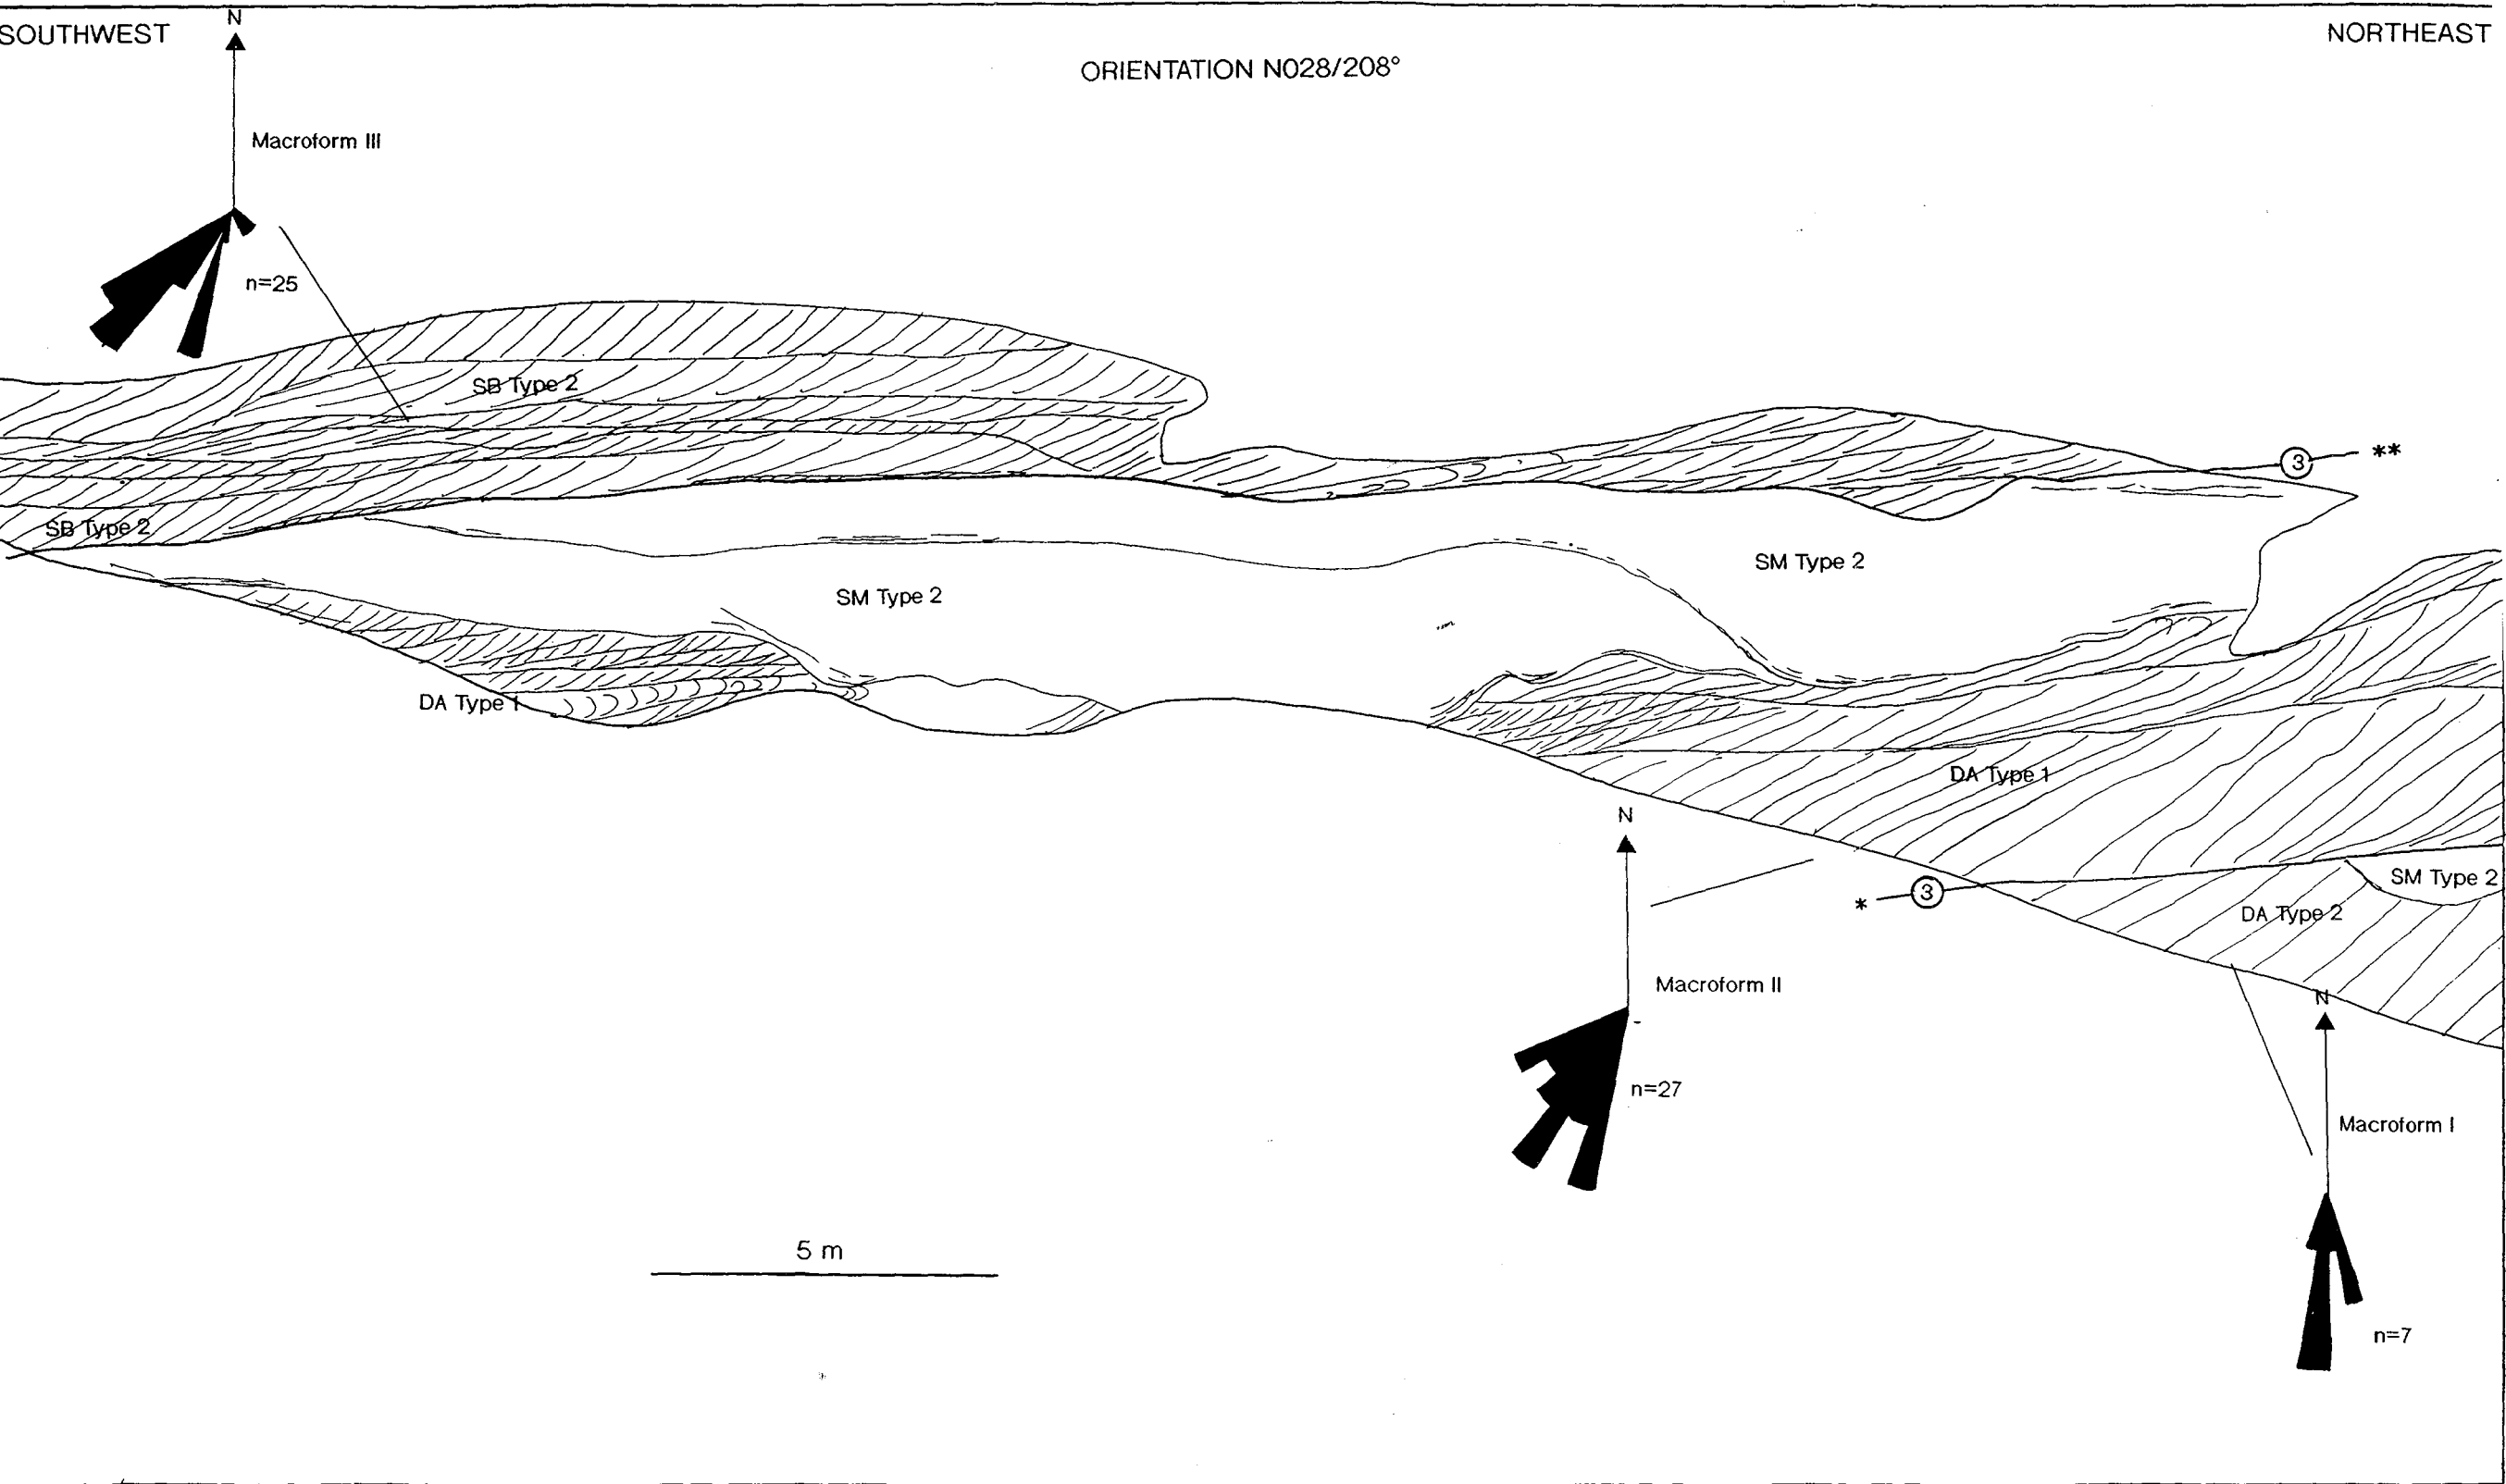 SOUTHWEST
N
NORTHEAST
ORIENTATION N028/208°
Macroform III
n=25
SB Type 2
3 **
SB Type 2
SM Type 2
SM Type 2
DA Type 1
DA Type 1
N
* 3
SM Type 2
DA Type 2
Macroform II
N
n=27
Macroform I
5 m
n=7